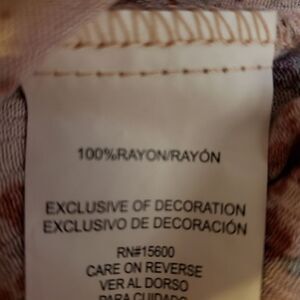 100%RAYON/RAYÓN
EXCLUSIVE OF DECORATION
EXCLUSIVO DE DECORACIÓN
RN#15600
CARE ON REVERSE
VER AL DORSO
PARA CUIDADO